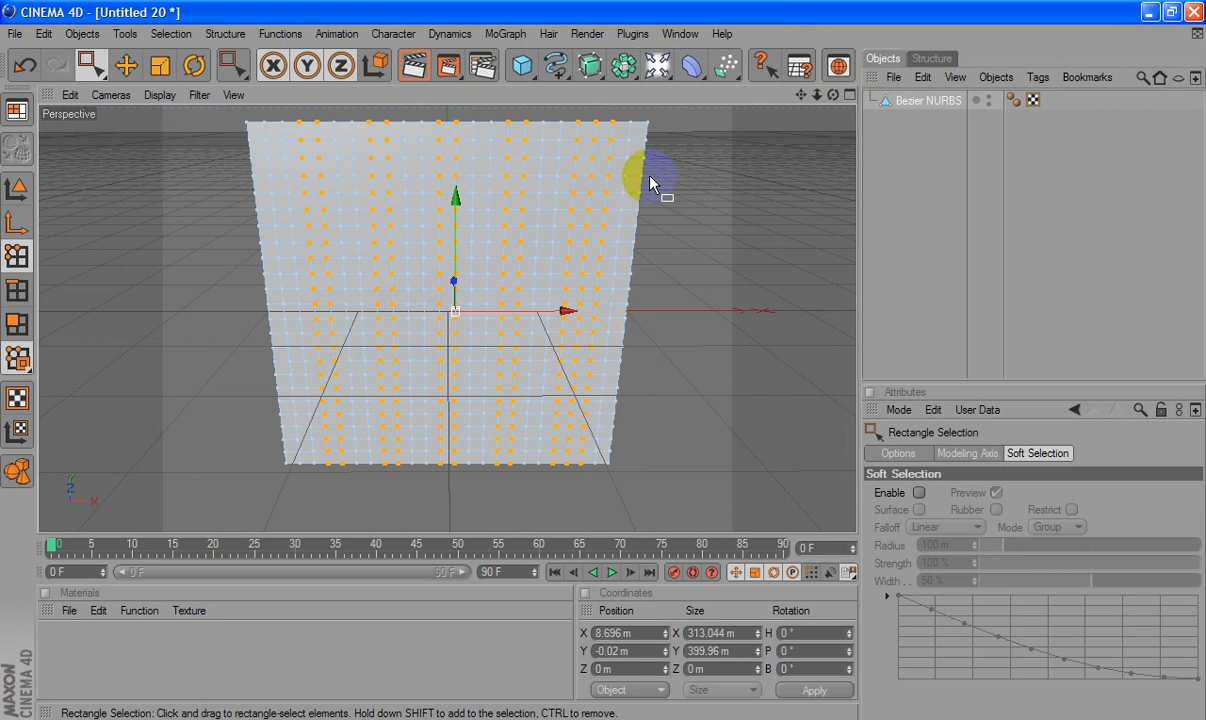 CINEMA 4D - [Untitled 20 *]
File Edit Objects Tools Selection Structure Functions Animation Character Dynamics MoGraph Hair Render Plugins Window Help
Objects Structure
File Edit View Objects Tags Bookmarks
Edit Cameras Display Filter View
Bezier NURBS
Perspective
Y
Z
X
Attributes
Mode Edit User Data
Rectangle Selection
Options Modeling Axis Soft Selection
Soft Selection
Enable Preview
Surface Rubber Restrict
Falloff Linear Mode Group
Radius 100 m
Strength 100 %
Width . . 50 %
0 5 10 15 20 25 30 35 40 45 50 55 60 65 70 75 80 85 90 0 F
0 F 0 F 90 F 90 F
Materials
File Edit Function Texture
Coordinates
Position Size Rotation
X 8.696 m X 313.044 m H 0 °
Y -0.02 m Y 399.96 m P 0 °
Z 0 m Z 0 m B 0 °
Object Size Apply
MAXON
CINEMA 4D
Rectangle Selection: Click and drag to rectangle-select elements. Hold down SHIFT to add to the selection, CTRL to remove.